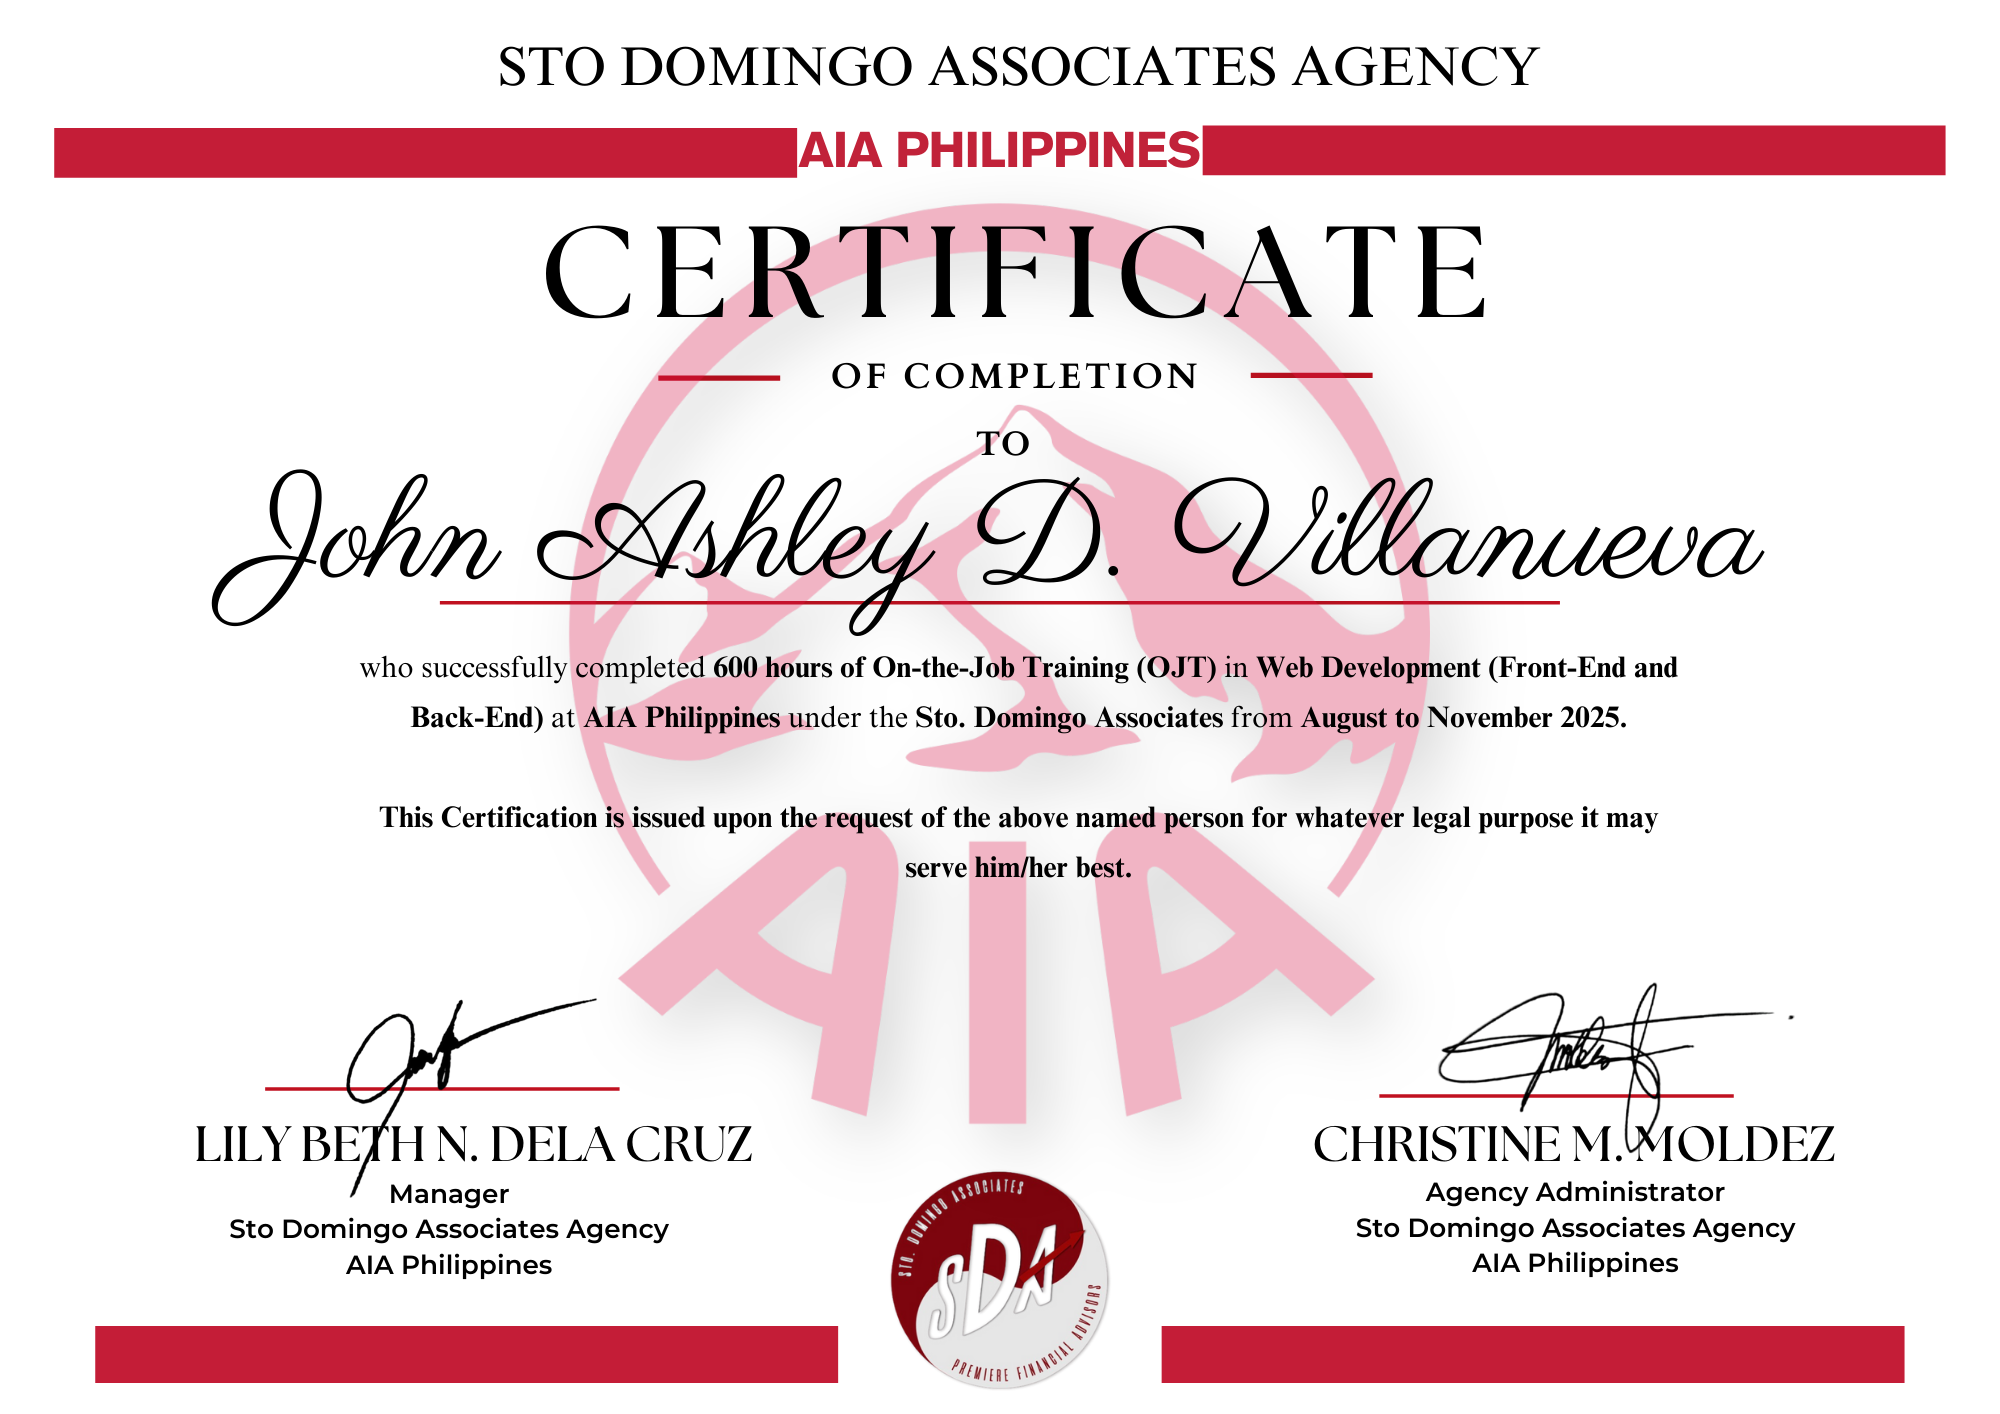 STO DOMINGO ASSOCIATES AGENCY
AIA PHILIPPINES
CERTIFICATE
OF COMPLETION
TO
John Ashley D. Villanueva
who successfully completed 600 hours of On-the-Job Training (OJT) in Web Development (Front-End and
Back-End) at AIA Philippines under the Sto. Domingo Associates from August to November 2025.
This Certification is issued upon the request of the above named person for whatever legal purpose it may
serve him/her best.
AIA
LILY BETH N. DELA CRUZ
Manager
Sto Domingo Associates Agency
AIA Philippines
CHRISTINE M. MOLDEZ
Agency Administrator
Sto Domingo Associates Agency
AIA Philippines
STO. DOMINGO ASSOCIATES
SDA
PREMIERE FINANCIAL ADVISORS